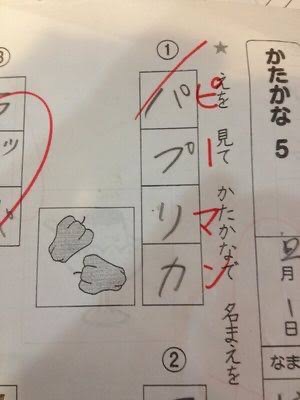 かたかな 5
月 1日
なま
★ えを 見て かたかなで 名まえを
①
パプリカ
ピーマン
②
③
ッ